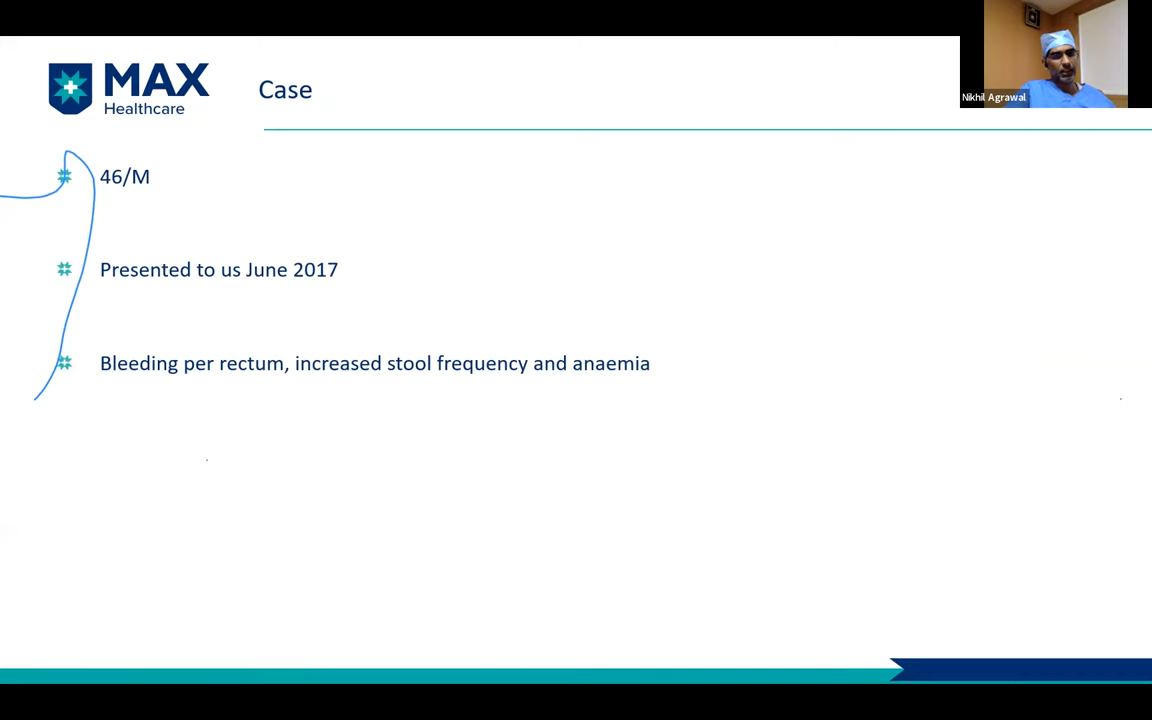 MAX
Healthcare
Case
Nikhil Agrawal
46/M
Presented to us June 2017
Bleeding per rectum, increased stool frequency and anaemia